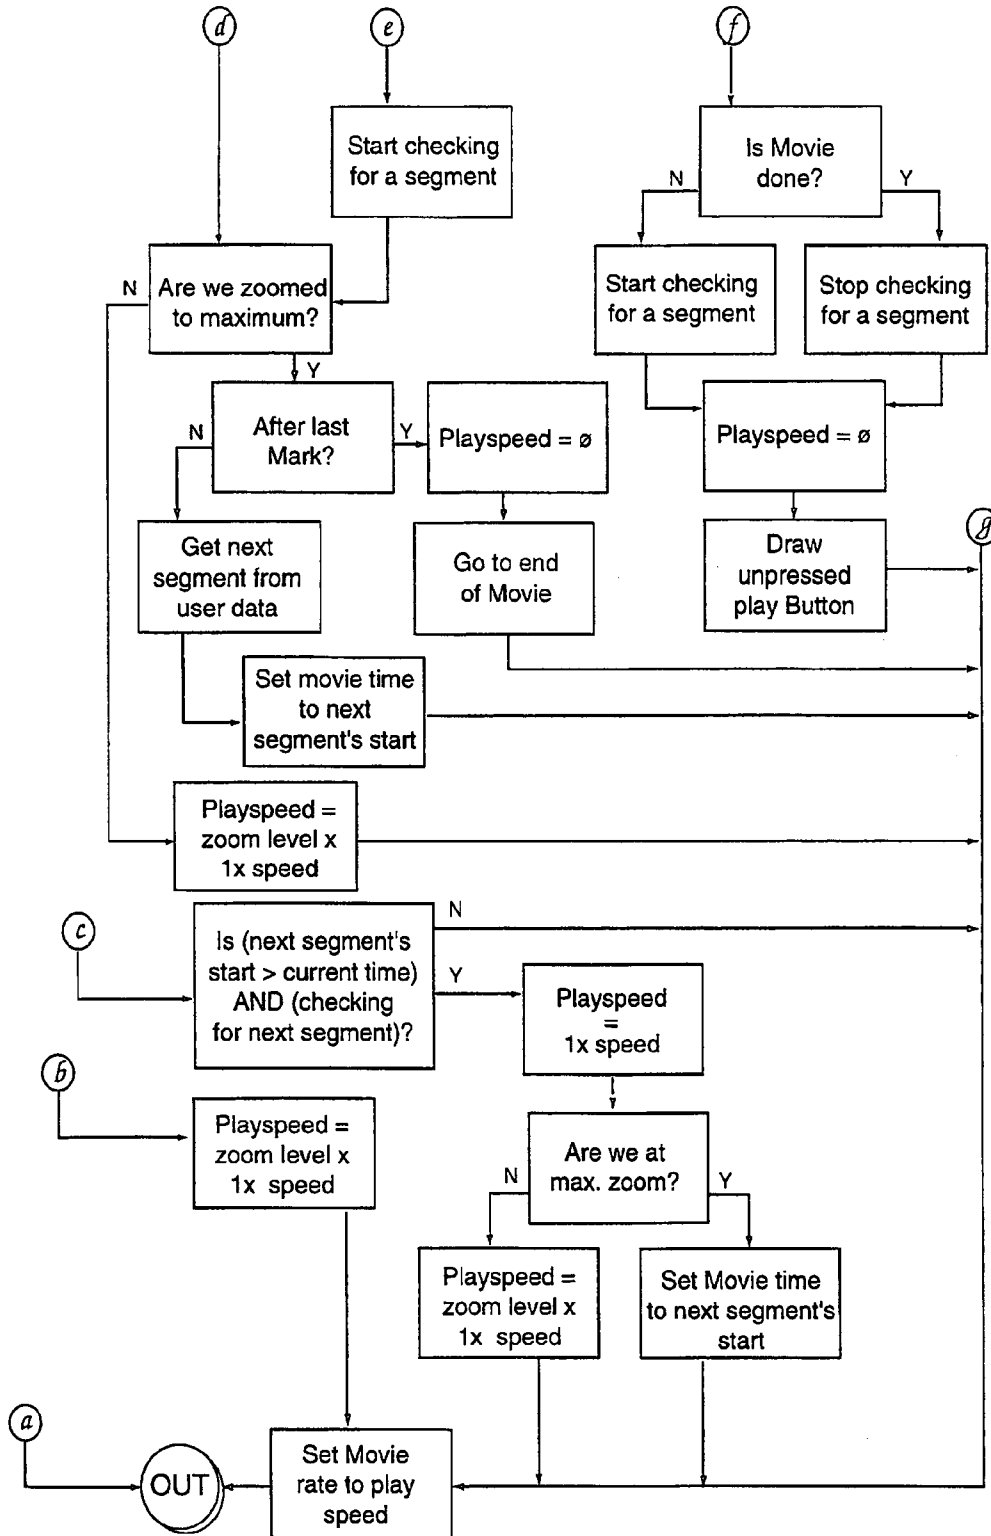 d
e
f
Start checking
for a segment
Is Movie
done?
N
Y
Are we zoomed
to maximum?
N
Y
Start checking
for a segment
Stop checking
for a segment
After last
Mark?
N
Y
Playspeed = ø
Playspeed = ø
g
Get next
segment from
user data
Go to end
of Movie
Draw
unpressed
play Button
Set movie time
to next
segment's start
Playspeed =
zoom level x
1x speed
c
Is (next segment's
start > current time)
AND (checking
for next segment)?
N
Y
Playspeed
=
1x speed
b
Playspeed =
zoom level x
1x speed
Are we at
max. zoom?
N
Y
Playspeed =
zoom level x
1x speed
Set Movie time
to next segment's
start
a
OUT
Set Movie
rate to play
speed